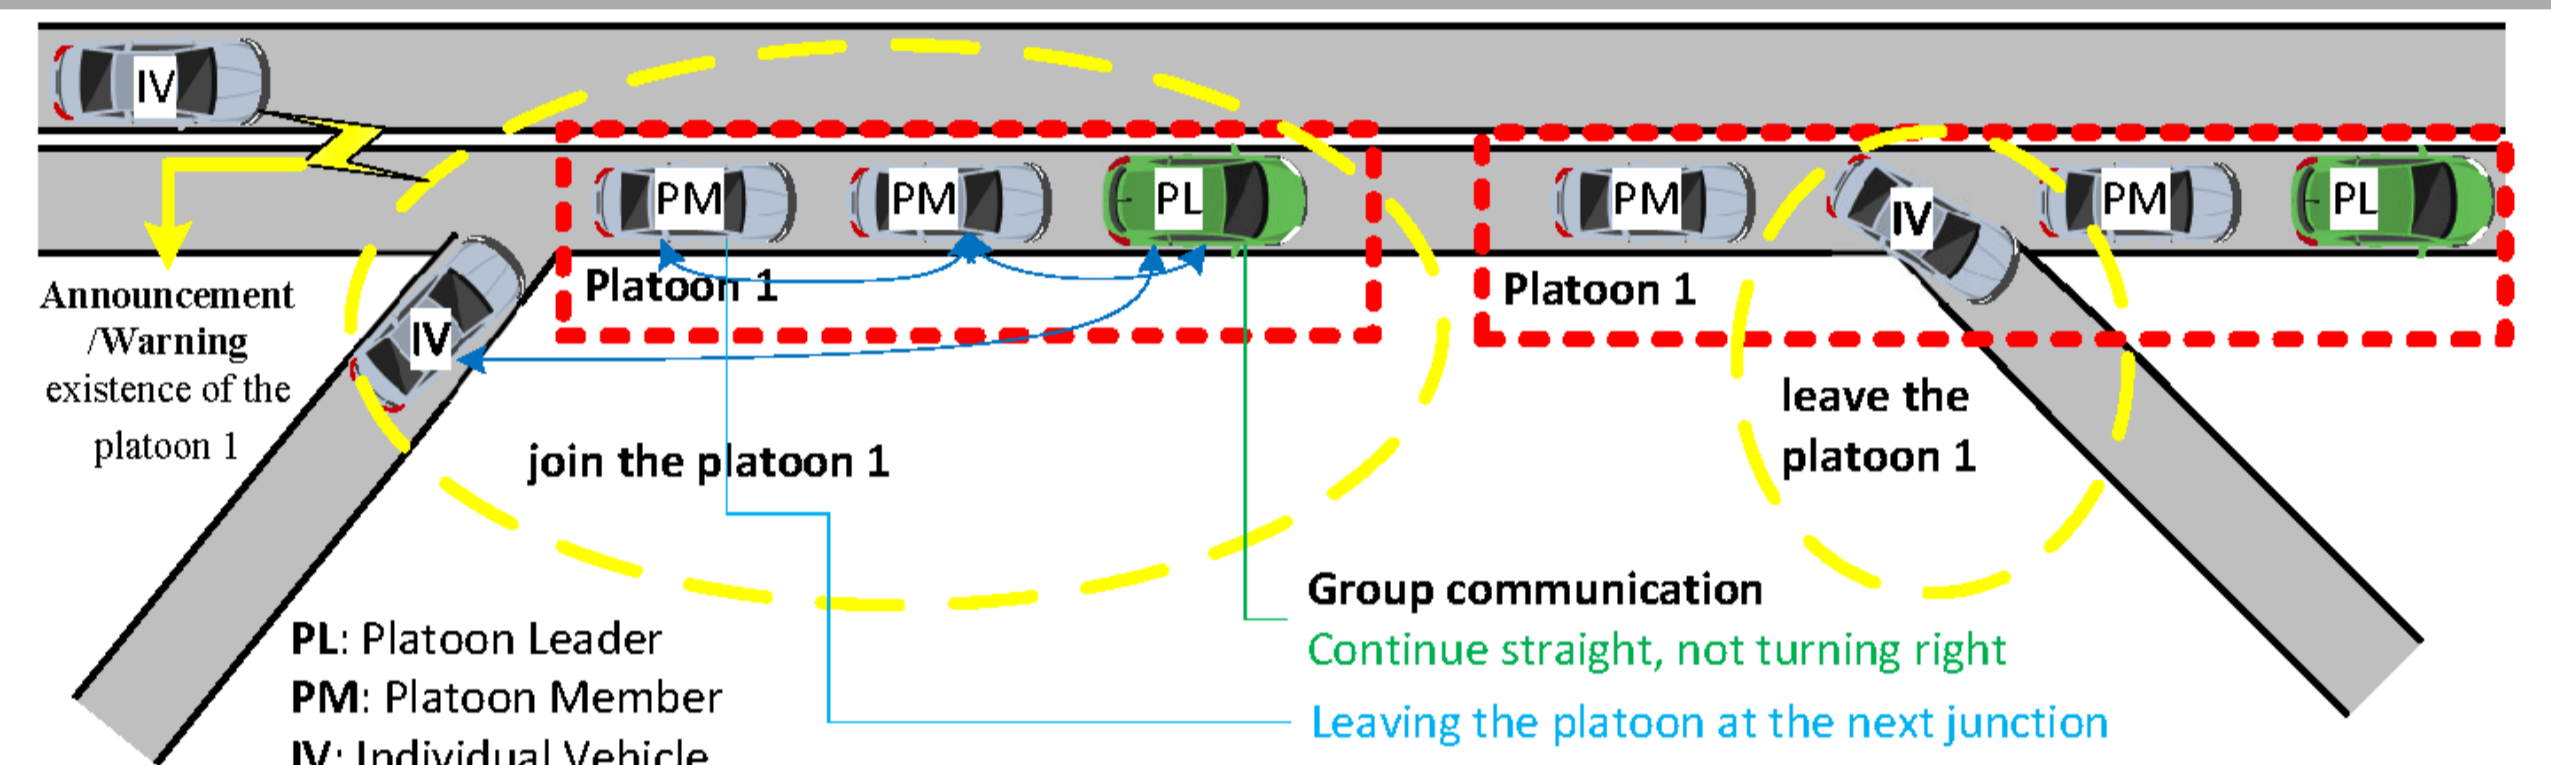 IV
PM
PM
PL
PM
IV
PM
PL
Announcement
/Warning
existence of the
platoon 1
IV
Platoon 1
Platoon 1
join the platoon 1
leave the
platoon 1
Group communication
Continue straight, not turning right
Leaving the platoon at the next junction
PL: Platoon Leader
PM: Platoon Member
IV: Individual Vehicle